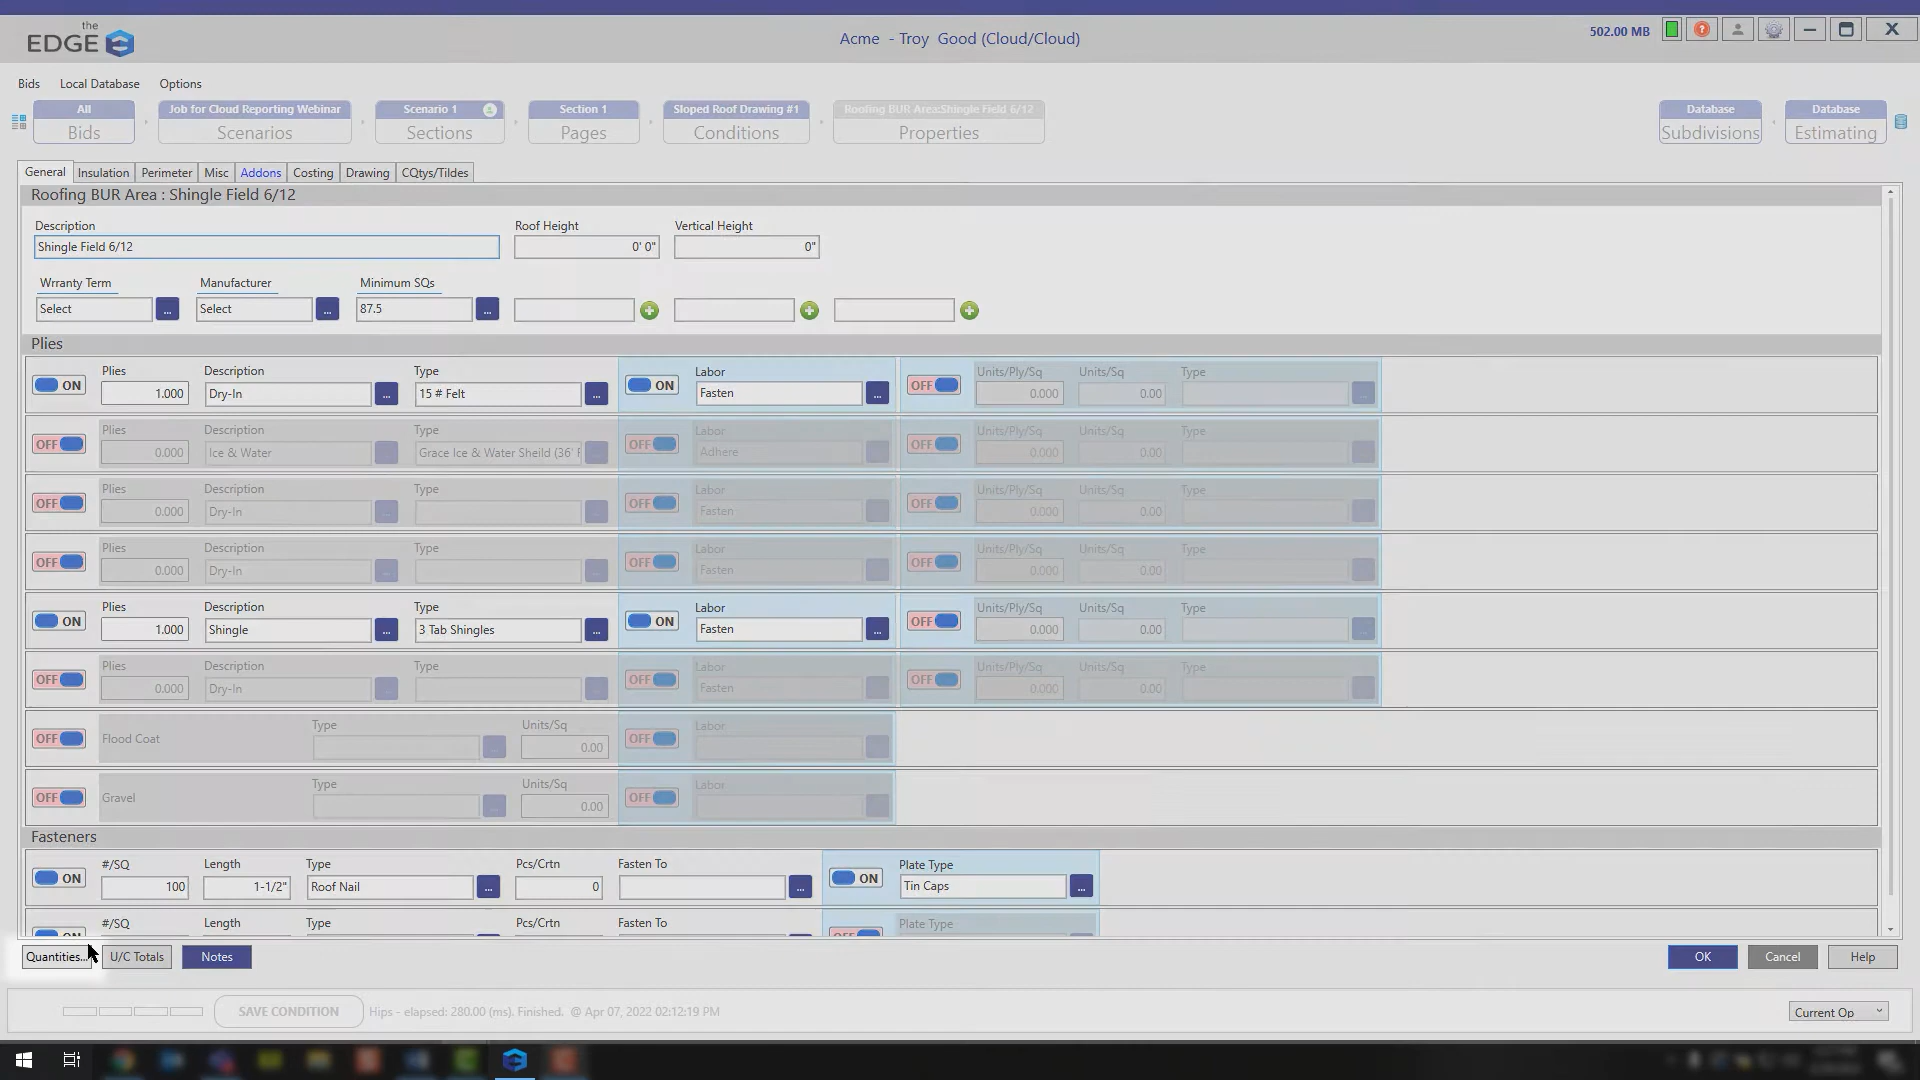 the
EDGE
Acme - Troy Good (Cloud/Cloud)
502.00 MB
Bids Local Database Options
All
Bids
Job for Cloud Reporting Webinar
Scenarios
Scenario 1
Sections
Section 1
Pages
Sloped Roof Drawing #1
Conditions
Roofing BUR Area:Shingle Field 6/12
Properties
Database
Subdivisions
Database
Estimating
General Insulation Perimeter Misc Addons Costing Drawing CQtys/Tildes
Roofing BUR Area : Shingle Field 6/12
Description Roof Height Vertical Height
Shingle Field 6/12 0' 0" 0"
Wrranty Term Manufacturer Minimum SQs
Select ... Select ... 87.5 ...
Plies
Plies Description Type Labor Units/Ply/Sq Units/Sq Type
ON 1.000 Dry-In ... 15 # Felt ... ON Fasten ... OFF 0.000 0.00 ...
Plies Description Type Labor Units/Ply/Sq Units/Sq Type
OFF 0.000 Ice & Water ... Grace Ice & Water Sheild (36' F ... OFF Adhere ... OFF 0.000 0.00 ...
Plies Description Type Labor Units/Ply/Sq Units/Sq Type
OFF 0.000 Dry-In ... OFF Fasten ... OFF 0.000 0.00 ...
Plies Description Type Labor Units/Ply/Sq Units/Sq Type
OFF 0.000 Dry-In ... OFF Fasten ... OFF 0.000 0.00 ...
Plies Description Type Labor Units/Ply/Sq Units/Sq Type
ON 1.000 Shingle ... 3 Tab Shingles ... ON Fasten ... OFF 0.000 0.00 ...
Plies Description Type Labor Units/Ply/Sq Units/Sq Type
OFF 0.000 Dry-In ... OFF Fasten ... OFF 0.000 0.00 ...
Type Units/Sq Labor
OFF Flood Coat ... 0.00 OFF ...
Type Units/Sq Labor
OFF Gravel ... 0.00 OFF ...
Fasteners
#/SQ Length Type Pcs/Crtn Fasten To Plate Type
ON 100 1-1/2" Roof Nail ... 0 ... ON Tin Caps ...
#/SQ Length Type Pcs/Crtn Fasten To Plate Type
ON OFF
Quantities... U/C Totals Notes OK Cancel Help
SAVE CONDITION Hips - elapsed: 280.00 (ms). Finished. @ Apr 07, 2022 02:12:19 PM Current Op